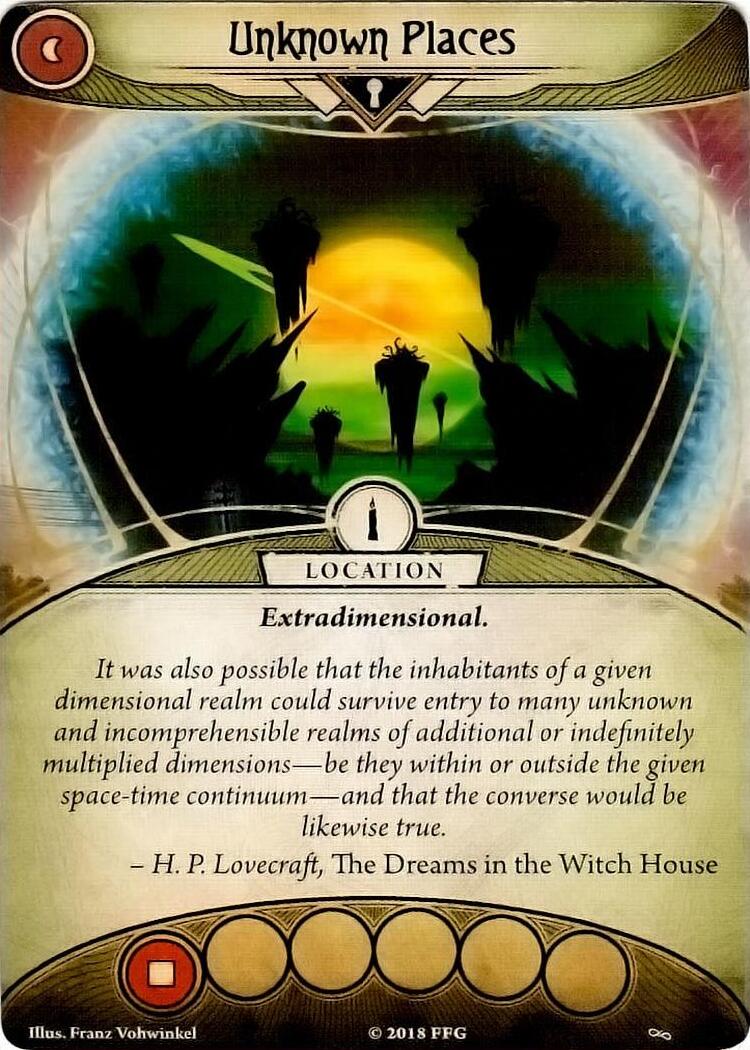 Unknown Places
LOCATION
Extradimensional.
It was also possible that the inhabitants of a given
dimensional realm could survive entry to many unknown
and incomprehensible realms of additional or indefinitely
multiplied dimensions—be they within or outside the given
space-time continuum—and that the converse would be
likewise true.
– H. P. Lovecraft, The Dreams in the Witch House
Illus. Franz Vohwinkel
© 2018 FFG